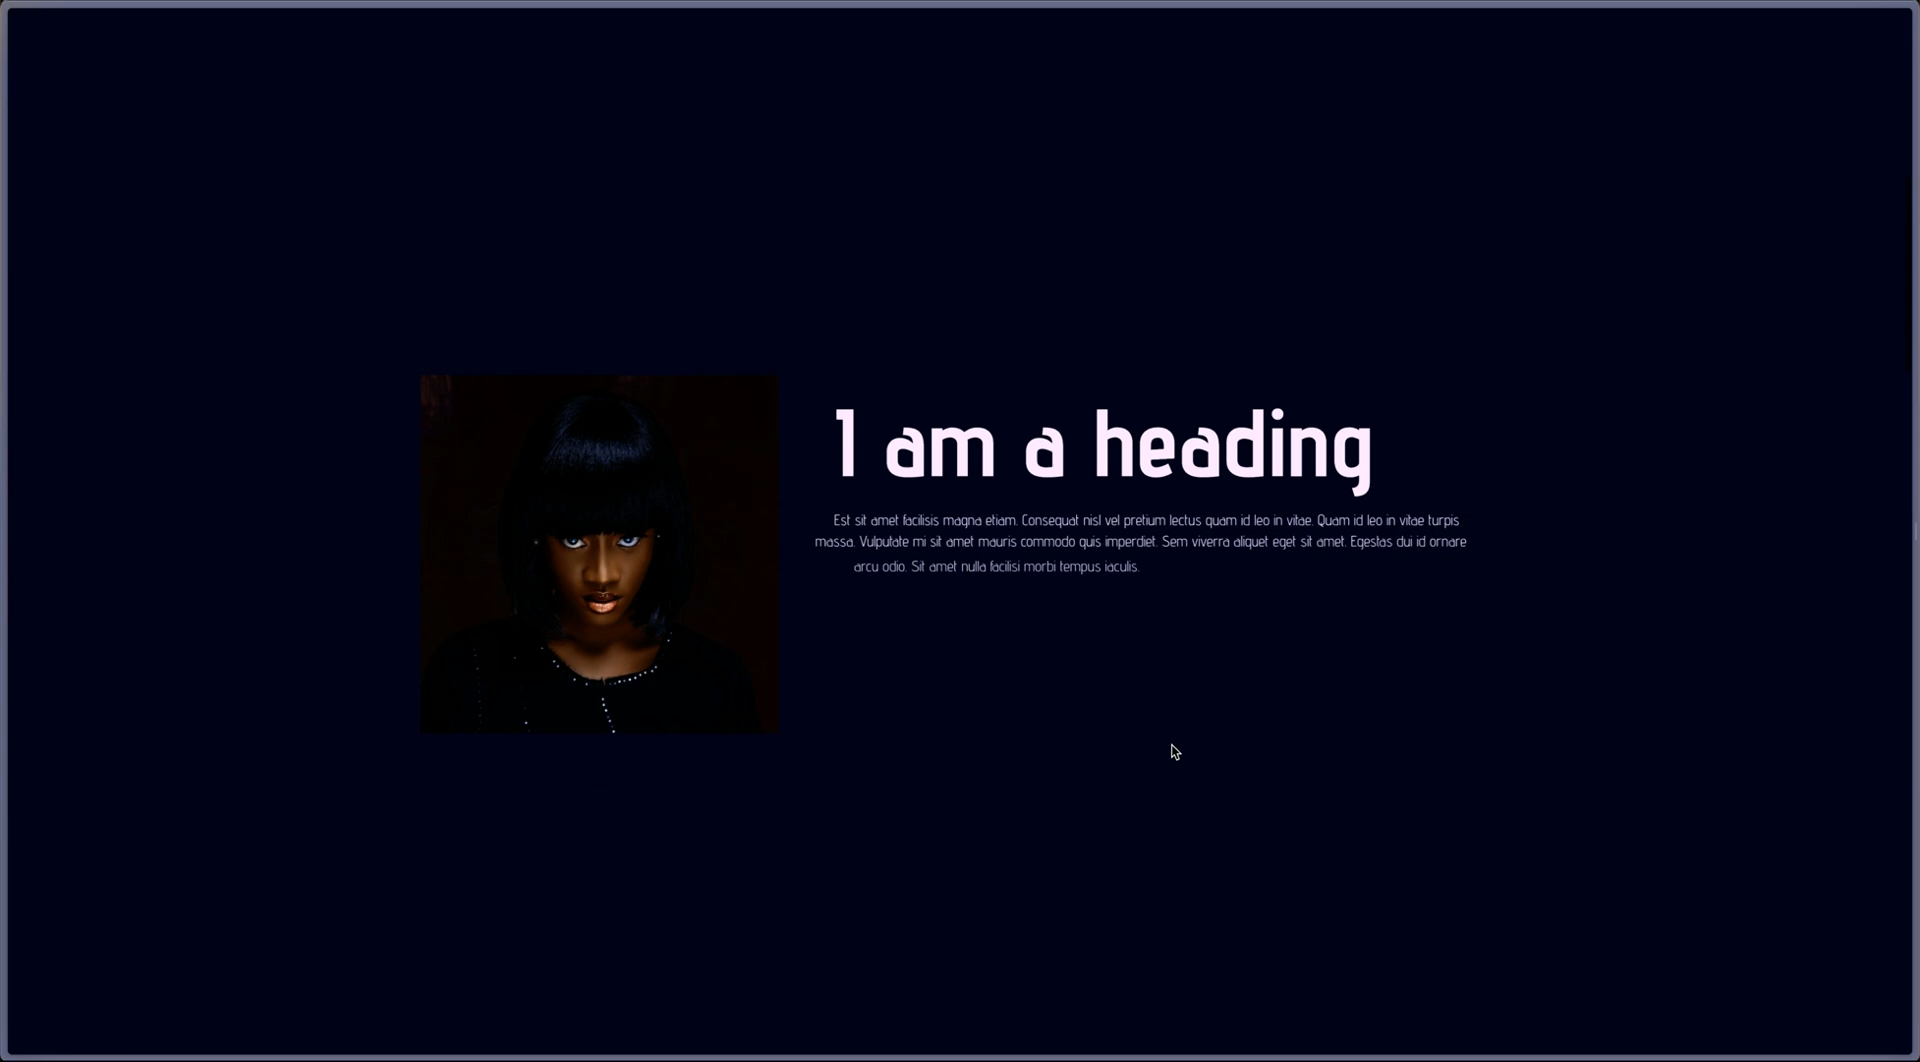 I am a heading
Est sit amet facilisis magna etiam. Consequat nisl vel pretium lectus quam id leo in vitae. Quam id leo in vitae turpis
massa. Vulputate mi sit amet mauris commodo quis imperdiet. Sem viverra aliquet eget sit amet. Egestas dui id ornare
arcu odio. Sit amet nulla facilisi morbi tempus iaculis.